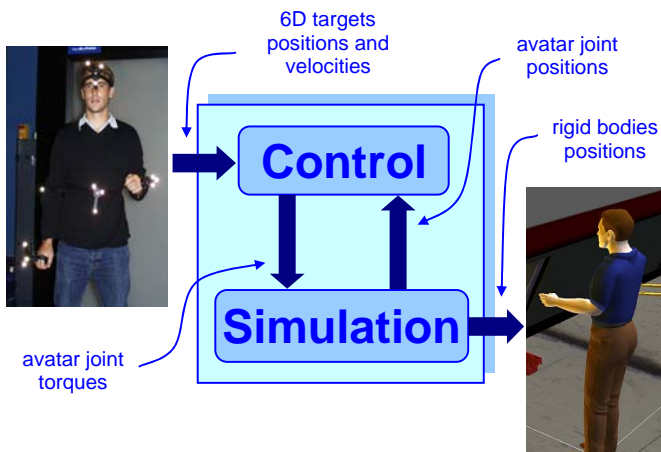 6D targets
positions and
velocities
avatar joint
positions
rigid bodies
positions
Control
Simulation
avatar joint
torques